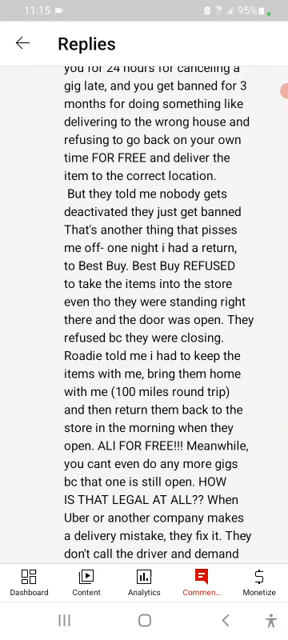 11:15
95%
Replies
you for 24 hours for canceling a
gig late, and you get banned for 3
months for doing something like
delivering to the wrong house and
refusing to go back on your own
time FOR FREE and deliver the
item to the correct location.
But they told me nobody gets
deactivated they just get banned
That's another thing that pisses
me off- one night i had a return,
to Best Buy. Best Buy REFUSED
to take the items into the store
even tho they were standing right
there and the door was open. They
refused bc they were closing.
Roadie told me i had to keep the
items with me, bring them home
with me (100 miles round trip)
and then return them back to the
store in the morning when they
open. ALl FOR FREE!!! Meanwhile,
you cant even do any more gigs
bc that one is still open. HOW
IS THAT LEGAL AT ALL?? When
Uber or another company makes
a delivery mistake, they fix it. They
don't call the driver and demand
Dashboard
Content
Analytics
Commen...
Monetize